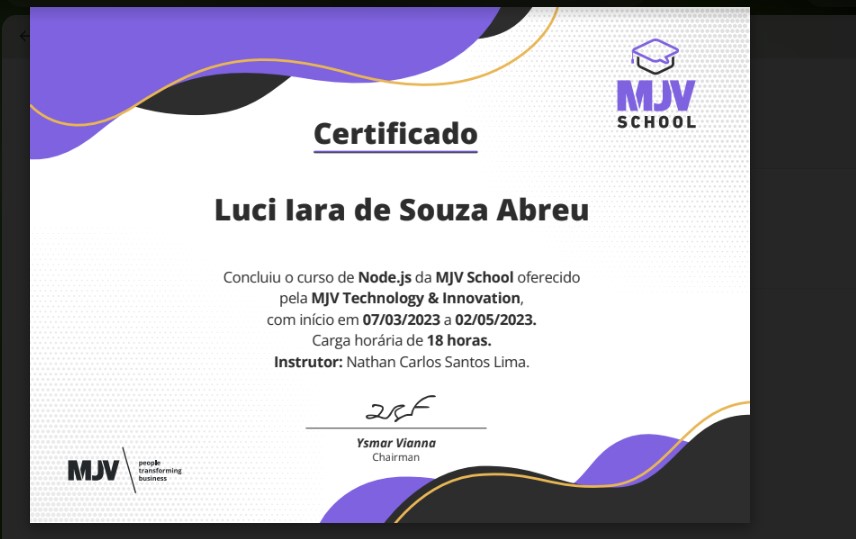 MJV
SCHOOL
Certificado
Luci Iara de Souza Abreu
Concluiu o curso de Node.js da MJV School oferecido
pela MJV Technology & Innovation,
com início em 07/03/2023 a 02/05/2023.
Carga horária de 18 horas.
Instrutor: Nathan Carlos Santos Lima.
Ysmar Vianna
Chairman
MJV
people
transforming
business